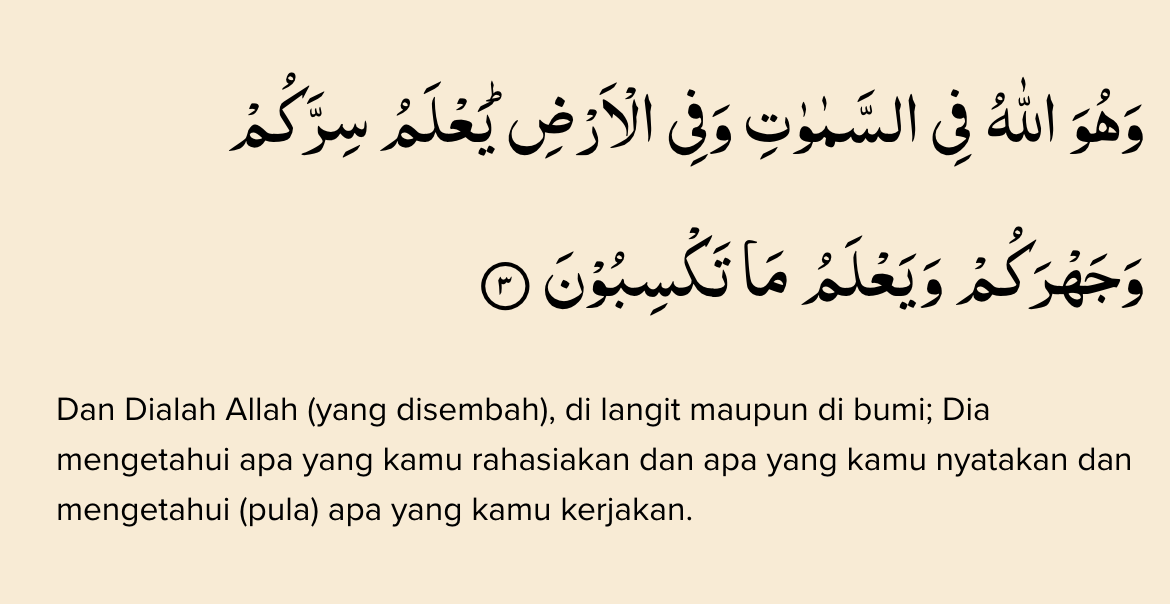 وَهُوَ اللّٰهُ فِى السَّمٰوٰتِ وَفِى الْاَرْضِۗ يَعْلَمُ سِرَّكُمْ
وَجَهْرَكُمْ وَيَعْلَمُ مَا تَكْسِبُوْنَ ٣
Dan Dialah Allah (yang disembah), di langit maupun di bumi; Dia
mengetahui apa yang kamu rahasiakan dan apa yang kamu nyatakan dan
mengetahui (pula) apa yang kamu kerjakan.